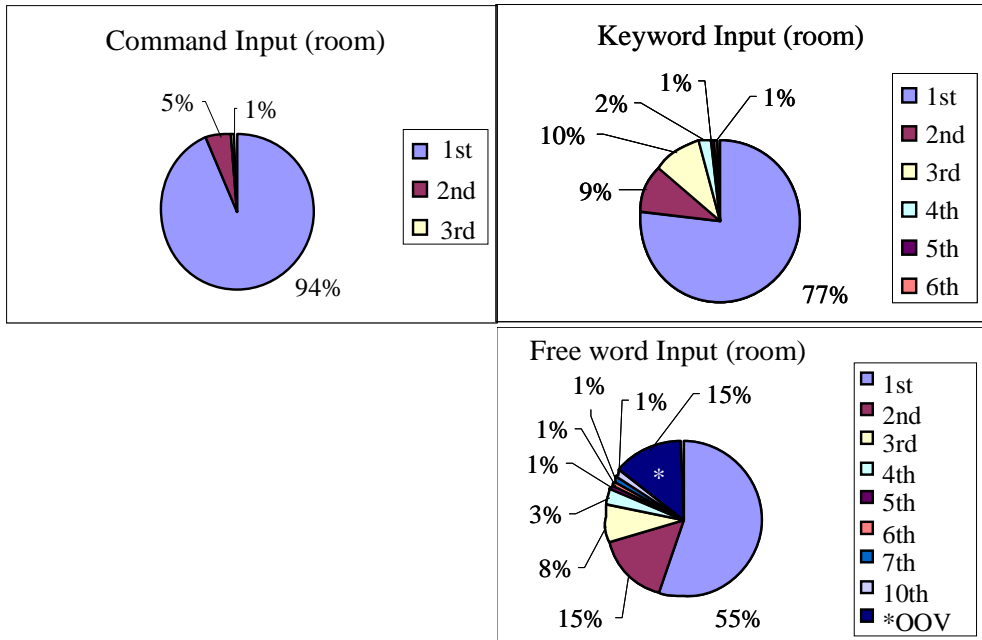 Command Input (room)
5%
1%
94%
1st
2nd
3rd
Keyword Input (room)
1%
1%
2%
10%
9%
77%
1st
2nd
3rd
4th
5th
6th
Free word Input (room)
1%
1%
15%
1%
1%
3%
8%
15%
55%
*
1st
2nd
3rd
4th
5th
6th
7th
10th
*OOV